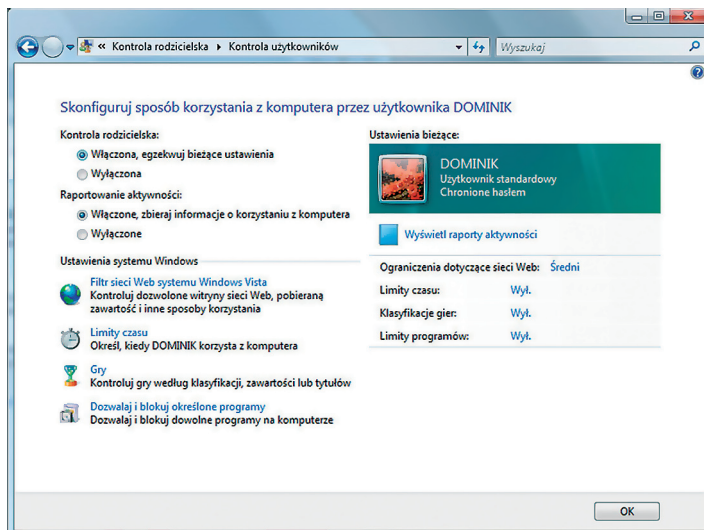 « Kontrola rodzicielska ▸ Kontrola użytkowników
Wyszukaj
Skonfiguruj sposób korzystania z komputera przez użytkownika DOMINIK
Kontrola rodzicielska:
Włączona, egzekwuj bieżące ustawienia
Wyłączona
Raportowanie aktywności:
Włączone, zbieraj informacje o korzystaniu z komputera
Wyłączone
Ustawienia systemu Windows
Filtr sieci Web systemu Windows Vista
Kontroluj dozwolone witryny sieci Web, pobieraną
zawartość i inne sposoby korzystania
Limity czasu
Określ, kiedy DOMINIK korzysta z komputera
Gry
Kontroluj gry według klasyfikacji, zawartości lub tytułów
Dozwalaj i blokuj określone programy
Dozwalaj i blokuj dowolne programy na komputerze
Ustawienia bieżące:
DOMINIK
Użytkownik standardowy
Chronione hasłem
Wyświetl raporty aktywności
Ograniczenia dotyczące sieci Web: Średni
Limity czasu: Wył.
Klasyfikacje gier: Wył.
Limity programów: Wył.
OK